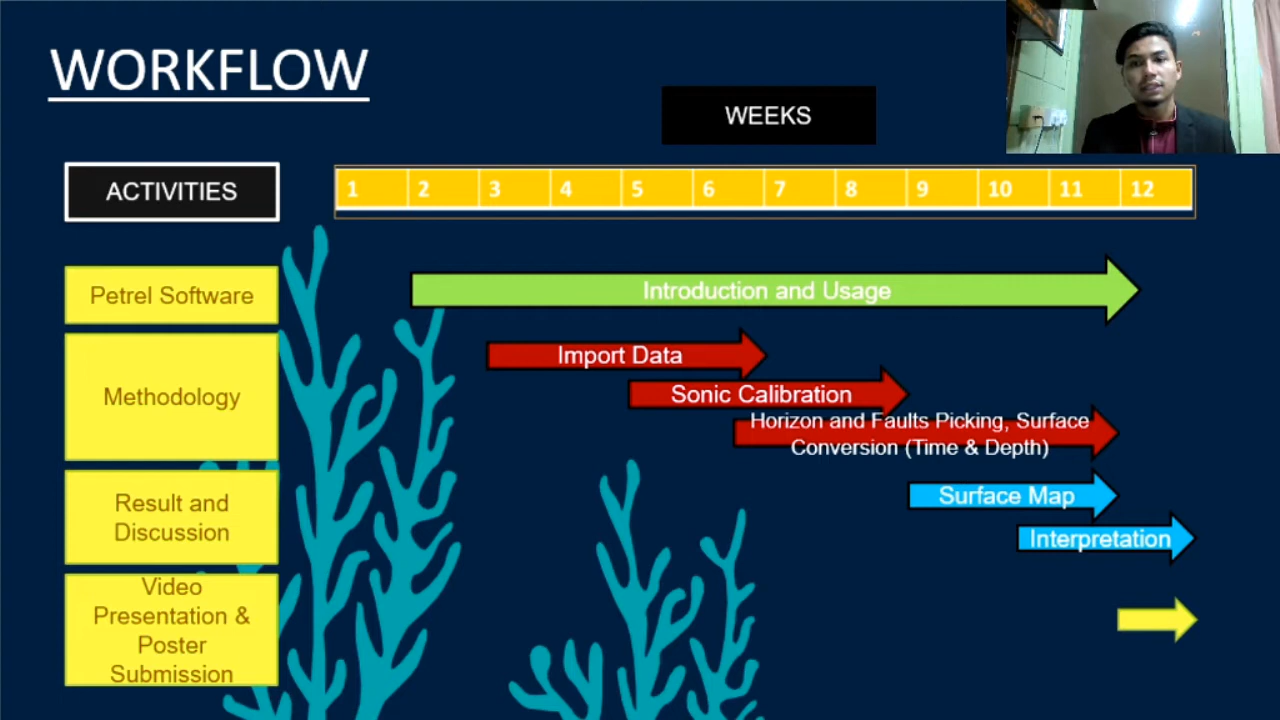 WORKFLOW
WEEKS
ACTIVITIES
1 2 3 4 5 6 7 8 9 10 11 12
Petrel Software
Introduction and Usage
Methodology
Import Data
Sonic Calibration
Horizon and Faults Picking, Surface
Conversion (Time & Depth)
Result and
Discussion
Surface Map
Interpretation
Video
Presentation &
Poster
Submission